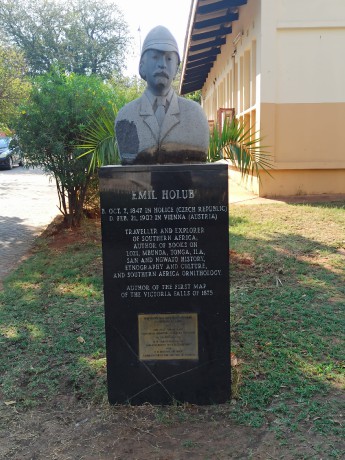 EMIL HOLUB
B. OCT. 7, 1847 IN HOLICE (CZECH REPUBLIC)
D. FEB. 21, 1902 IN VIENNA (AUSTRIA)
TRAVELLER AND EXPLORER
OF SOUTHERN AFRICA.
AUTHOR OF BOOKS ON
LOZI, MBUNDA, TONGA, ILA,
SAN AND NGWATO HISTORY,
ETNOGRAPHY AND CULTURE,
AND SOUTHERN AFRICA ORNITHOLOGY.
AUTHOR OF THE FIRST MAP
OF THE VICTORIA FALLS OF 1875